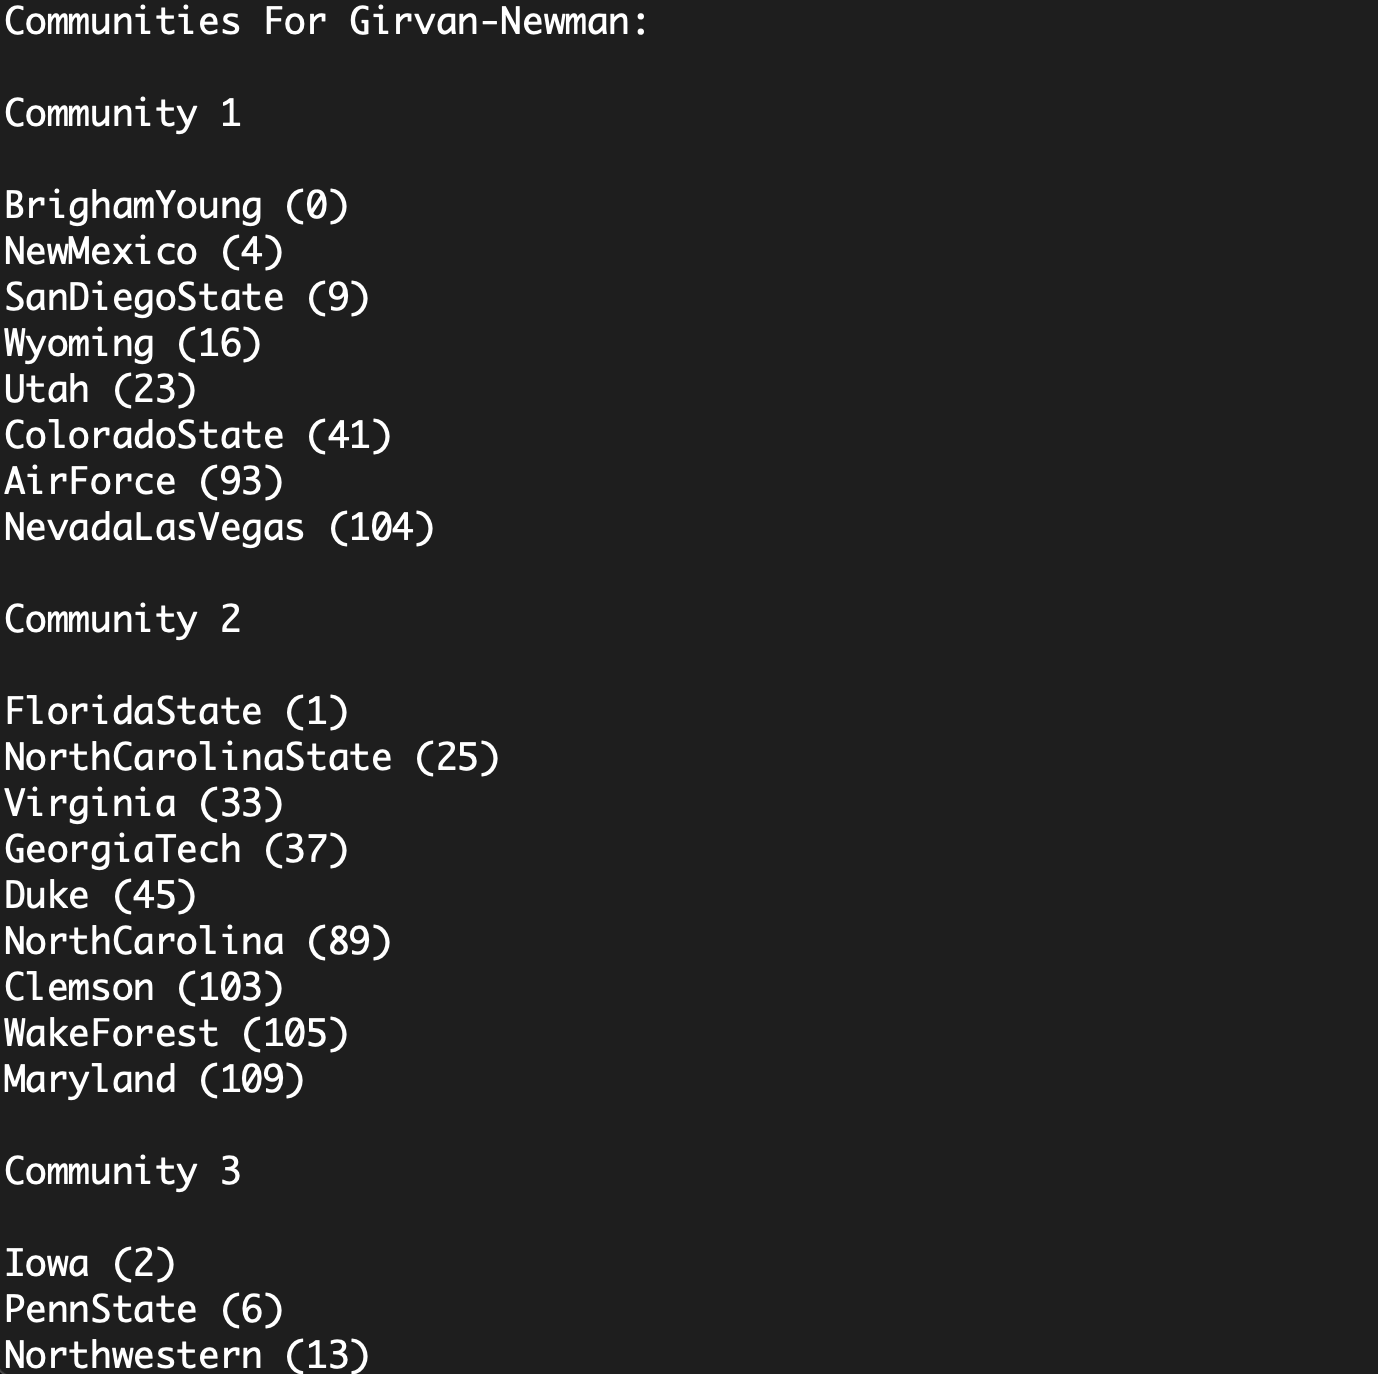 Communities For Girvan-Newman:
Community 1
BrighamYoung (0)
NewMexico (4)
SanDiegoState (9)
Wyoming (16)
Utah (23)
ColoradoState (41)
AirForce (93)
NevadaLasVegas (104)
Community 2
FloridaState (1)
NorthCarolinaState (25)
Virginia (33)
GeorgiaTech (37)
Duke (45)
NorthCarolina (89)
Clemson (103)
WakeForest (105)
Maryland (109)
Community 3
Iowa (2)
PennState (6)
Northwestern (13)